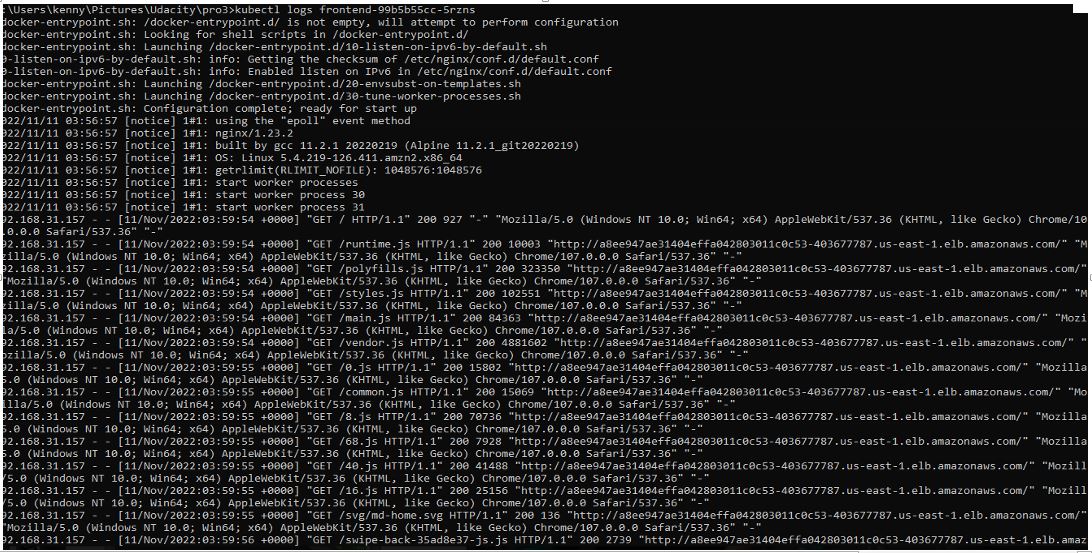 :\Users\kenny\Pictures\Udacity\pro3>kubectl logs frontend-99b5b55cc-5rzns
docker-entrypoint.sh: /docker-entrypoint.d/ is not empty, will attempt to perform configuration
docker-entrypoint.sh: Looking for shell scripts in /docker-entrypoint.d/
docker-entrypoint.sh: Launching /docker-entrypoint.d/10-listen-on-ipv6-by-default.sh
0-listen-on-ipv6-by-default.sh: info: Getting the checksum of /etc/nginx/conf.d/default.conf
0-listen-on-ipv6-by-default.sh: info: Enabled listen on IPv6 in /etc/nginx/conf.d/default.conf
docker-entrypoint.sh: Launching /docker-entrypoint.d/20-envsubst-on-templates.sh
docker-entrypoint.sh: Launching /docker-entrypoint.d/30-tune-worker-processes.sh
docker-entrypoint.sh: Configuration complete; ready for start up
022/11/11 03:56:57 [notice] 1#1: using the "epoll" event method
022/11/11 03:56:57 [notice] 1#1: nginx/1.23.2
022/11/11 03:56:57 [notice] 1#1: built by gcc 11.2.1 20220219 (Alpine 11.2.1_git20220219)
022/11/11 03:56:57 [notice] 1#1: OS: Linux 5.4.219-126.411.amzn2.x86_64
022/11/11 03:56:57 [notice] 1#1: getrlimit(RLIMIT_NOFILE): 1048576:1048576
022/11/11 03:56:57 [notice] 1#1: start worker processes
022/11/11 03:56:57 [notice] 1#1: start worker process 30
022/11/11 03:56:57 [notice] 1#1: start worker process 31
92.168.31.157 - - [11/Nov/2022:03:59:54 +0000] "GET / HTTP/1.1" 200 927 "-" "Mozilla/5.0 (Windows NT 10.0; Win64; x64) AppleWebKit/537.36 (KHTML, like Gecko) Chrome/10
.0.0.0 Safari/537.36" "-"
92.168.31.157 - - [11/Nov/2022:03:59:54 +0000] "GET /runtime.js HTTP/1.1" 200 10003 "http://a8ee947ae31404effa042803011c0c53-403677787.us-east-1.elb.amazonaws.com/" "M
zilla/5.0 (Windows NT 10.0; Win64; x64) AppleWebKit/537.36 (KHTML, like Gecko) Chrome/107.0.0.0 Safari/537.36" "-"
92.168.31.157 - - [11/Nov/2022:03:59:54 +0000] "GET /polyfills.js HTTP/1.1" 200 323350 "http://a8ee947ae31404effa042803011c0c53-403677787.us-east-1.elb.amazonaws.com/"
"Mozilla/5.0 (Windows NT 10.0; Win64; x64) AppleWebKit/537.36 (KHTML, like Gecko) Chrome/107.0.0.0 Safari/537.36" "-"
92.168.31.157 - - [11/Nov/2022:03:59:54 +0000] "GET /styles.js HTTP/1.1" 200 102551 "http://a8ee947ae31404effa042803011c0c53-403677787.us-east-1.elb.amazonaws.com/" "M
zilla/5.0 (Windows NT 10.0; Win64; x64) AppleWebKit/537.36 (KHTML, like Gecko) Chrome/107.0.0.0 Safari/537.36" "-"
92.168.31.157 - - [11/Nov/2022:03:59:54 +0000] "GET /main.js HTTP/1.1" 200 84363 "http://a8ee947ae31404effa042803011c0c53-403677787.us-east-1.elb.amazonaws.com/" "Mozi
la/5.0 (Windows NT 10.0; Win64; x64) AppleWebKit/537.36 (KHTML, like Gecko) Chrome/107.0.0.0 Safari/537.36" "-"
92.168.31.157 - - [11/Nov/2022:03:59:54 +0000] "GET /vendor.js HTTP/1.1" 200 4881602 "http://a8ee947ae31404effa042803011c0c53-403677787.us-east-1.elb.amazonaws.com/" "
ozilla/5.0 (Windows NT 10.0; Win64; x64) AppleWebKit/537.36 (KHTML, like Gecko) Chrome/107.0.0.0 Safari/537.36" "-"
92.168.31.157 - - [11/Nov/2022:03:59:55 +0000] "GET /0.js HTTP/1.1" 200 15802 "http://a8ee947ae31404effa042803011c0c53-403677787.us-east-1.elb.amazonaws.com/" "Mozilla
5.0 (Windows NT 10.0; Win64; x64) AppleWebKit/537.36 (KHTML, like Gecko) Chrome/107.0.0.0 Safari/537.36" "-"
92.168.31.157 - - [11/Nov/2022:03:59:55 +0000] "GET /common.js HTTP/1.1" 200 15069 "http://a8ee947ae31404effa042803011c0c53-403677787.us-east-1.elb.amazonaws.com/" "Mo
illa/5.0 (Windows NT 10.0; Win64; x64) AppleWebKit/537.36 (KHTML, like Gecko) Chrome/107.0.0.0 Safari/537.36" "-"
92.168.31.157 - - [11/Nov/2022:03:59:55 +0000] "GET /8.js HTTP/1.1" 200 70736 "http://a8ee947ae31404effa042803011c0c53-403677787.us-east-1.elb.amazonaws.com/" "Mozilla
5.0 (Windows NT 10.0; Win64; x64) AppleWebKit/537.36 (KHTML, like Gecko) Chrome/107.0.0.0 Safari/537.36" "-"
92.168.31.157 - - [11/Nov/2022:03:59:55 +0000] "GET /68.js HTTP/1.1" 200 7928 "http://a8ee947ae31404effa042803011c0c53-403677787.us-east-1.elb.amazonaws.com/" "Mozilla
5.0 (Windows NT 10.0; Win64; x64) AppleWebKit/537.36 (KHTML, like Gecko) Chrome/107.0.0.0 Safari/537.36" "-"
92.168.31.157 - - [11/Nov/2022:03:59:55 +0000] "GET /40.js HTTP/1.1" 200 41488 "http://a8ee947ae31404effa042803011c0c53-403677787.us-east-1.elb.amazonaws.com/" "Mozill
/5.0 (Windows NT 10.0; Win64; x64) AppleWebKit/537.36 (KHTML, like Gecko) Chrome/107.0.0.0 Safari/537.36" "-"
92.168.31.157 - - [11/Nov/2022:03:59:55 +0000] "GET /16.js HTTP/1.1" 200 25156 "http://a8ee947ae31404effa042803011c0c53-403677787.us-east-1.elb.amazonaws.com/" "Mozill
/5.0 (Windows NT 10.0; Win64; x64) AppleWebKit/537.36 (KHTML, like Gecko) Chrome/107.0.0.0 Safari/537.36" "-"
92.168.31.157 - - [11/Nov/2022:03:59:56 +0000] "GET /svg/md-home.svg HTTP/1.1" 200 136 "http://a8ee947ae31404effa042803011c0c53-403677787.us-east-1.elb.amazonaws.com/"
"Mozilla/5.0 (Windows NT 10.0; Win64; x64) AppleWebKit/537.36 (KHTML, like Gecko) Chrome/107.0.0.0 Safari/537.36" "-"
92.168.31.157 - - [11/Nov/2022:03:59:56 +0000] "GET /swipe-back-35ad8e37-js.js HTTP/1.1" 200 2739 "http://a8ee947ae31404effa042803011c0c53-403677787.us-east-1.elb.amaz